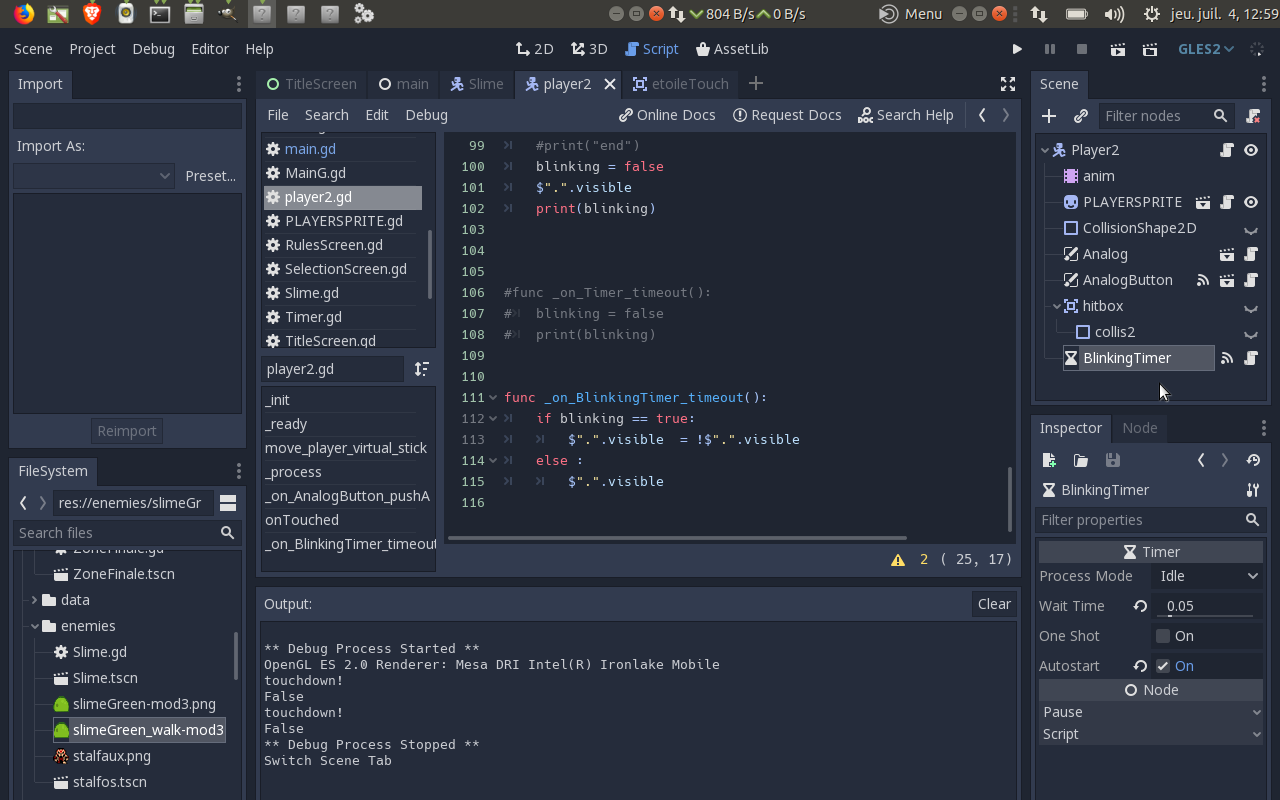 804 B/s 0 B/s Menu jeu. juil. 4, 12:59
Scene Project Debug Editor Help 2D 3D Script AssetLib GLES2
Import
Import As:
Preset...
Reimport
FileSystem
res://enemies/slimeGr
Search files
ZoneFinale.gd
ZoneFinale.tscn
data
enemies
Slime.gd
Slime.tscn
slimeGreen-mod3.png
slimeGreen_walk-mod3
stalfaux.png
stalfos.tscn
TitleScreen main Slime player2 etoileTouch
File Search Edit Debug Online Docs Request Docs Search Help
main.gd
MainG.gd
player2.gd
PLAYERSPRITE.gd
RulesScreen.gd
SelectionScreen.gd
Slime.gd
Timer.gd
TitleScreen.gd
player2.gd
_init
_ready
move_player_virtual_stick
_process
_on_AnalogButton_pushA
onTouched
_on_BlinkingTimer_timeout
99 #print("end")
100 blinking = false
101 $".".visible
102 print(blinking)
103
104
105
106 #func _on_Timer_timeout():
107 # blinking = false
108 # print(blinking)
109
110
111 func _on_BlinkingTimer_timeout():
112 if blinking == true:
113 $".".visible  = !$".".visible
114 else :
115 $".".visible
116
2 ( 25, 17)
Output: Clear
** Debug Process Started **
OpenGL ES 2.0 Renderer: Mesa DRI Intel(R) Ironlake Mobile
touchdown!
False
touchdown!
False
** Debug Process Stopped **
Switch Scene Tab
Scene
Filter nodes
Player2
anim
PLAYERSPRITE
CollisionShape2D
Analog
AnalogButton
hitbox
collis2
BlinkingTimer
Inspector Node
BlinkingTimer
Filter properties
Timer
Process Mode Idle
Wait Time 0.05
One Shot On
Autostart On
Node
Pause
Script